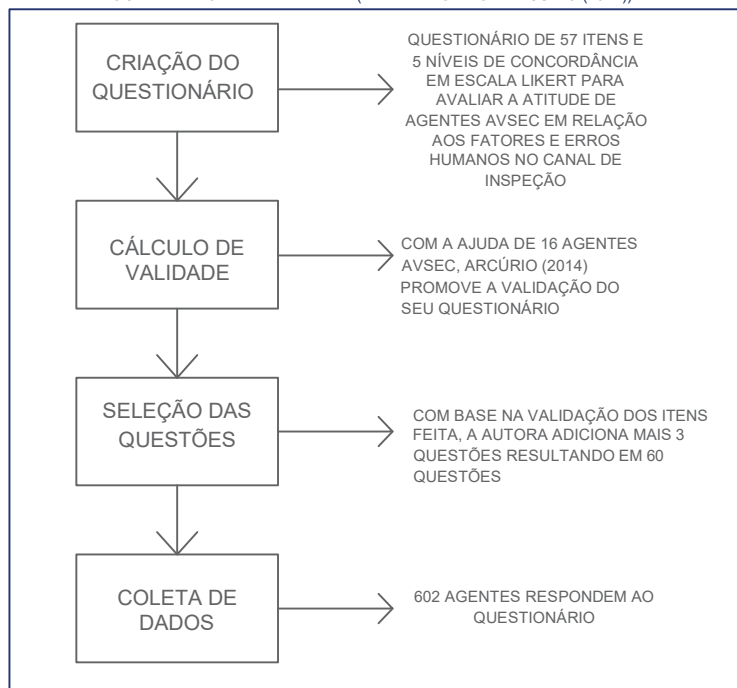 CRIAÇÃO DO
QUESTIONÁRIO
QUESTIONÁRIO DE 57 ITENS E
5 NÍVEIS DE CONCORDÂNCIA
EM ESCALA LIKERT PARA
AVALIAR A ATITUDE DE
AGENTES AVSEC EM RELAÇÃO
AOS FATORES E ERROS
HUMANOS NO CANAL DE
INSPEÇÃO
CÁLCULO DE
VALIDADE
COM A AJUDA DE 16 AGENTES
AVSEC, ARCÚRIO (2014)
PROMOVE A VALIDAÇÃO DO
SEU QUESTIONÁRIO
SELEÇÃO DAS
QUESTÕES
COM BASE NA VALIDAÇÃO DOS ITENS
FEITA, A AUTORA ADICIONA MAIS 3
QUESTÕES RESULTANDO EM 60
QUESTÕES
COLETA DE
DADOS
602 AGENTES RESPONDEM AO
QUESTIONÁRIO